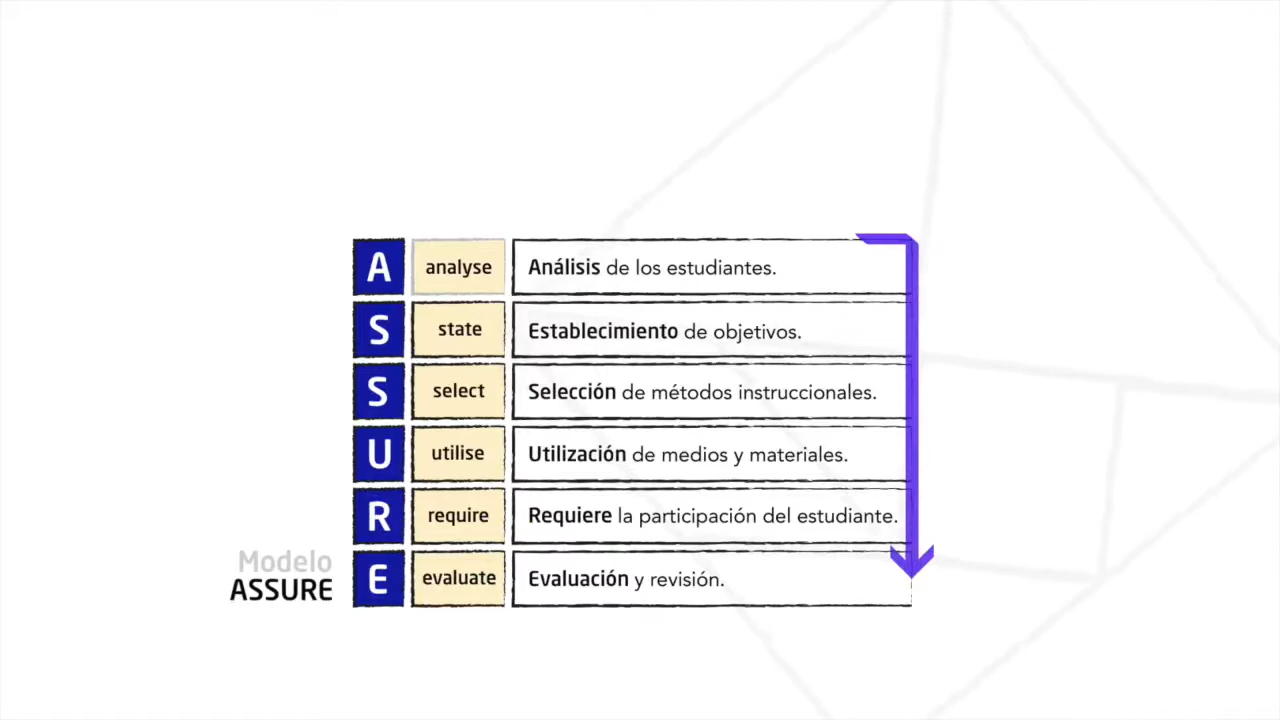 A analyse Análisis de los estudiantes.
S state Establecimiento de objetivos.
S select Selección de métodos instruccionales.
U utilise Utilización de medios y materiales.
R require Requiere la participación del estudiante.
E evaluate Evaluación y revisión.
Modelo
ASSURE